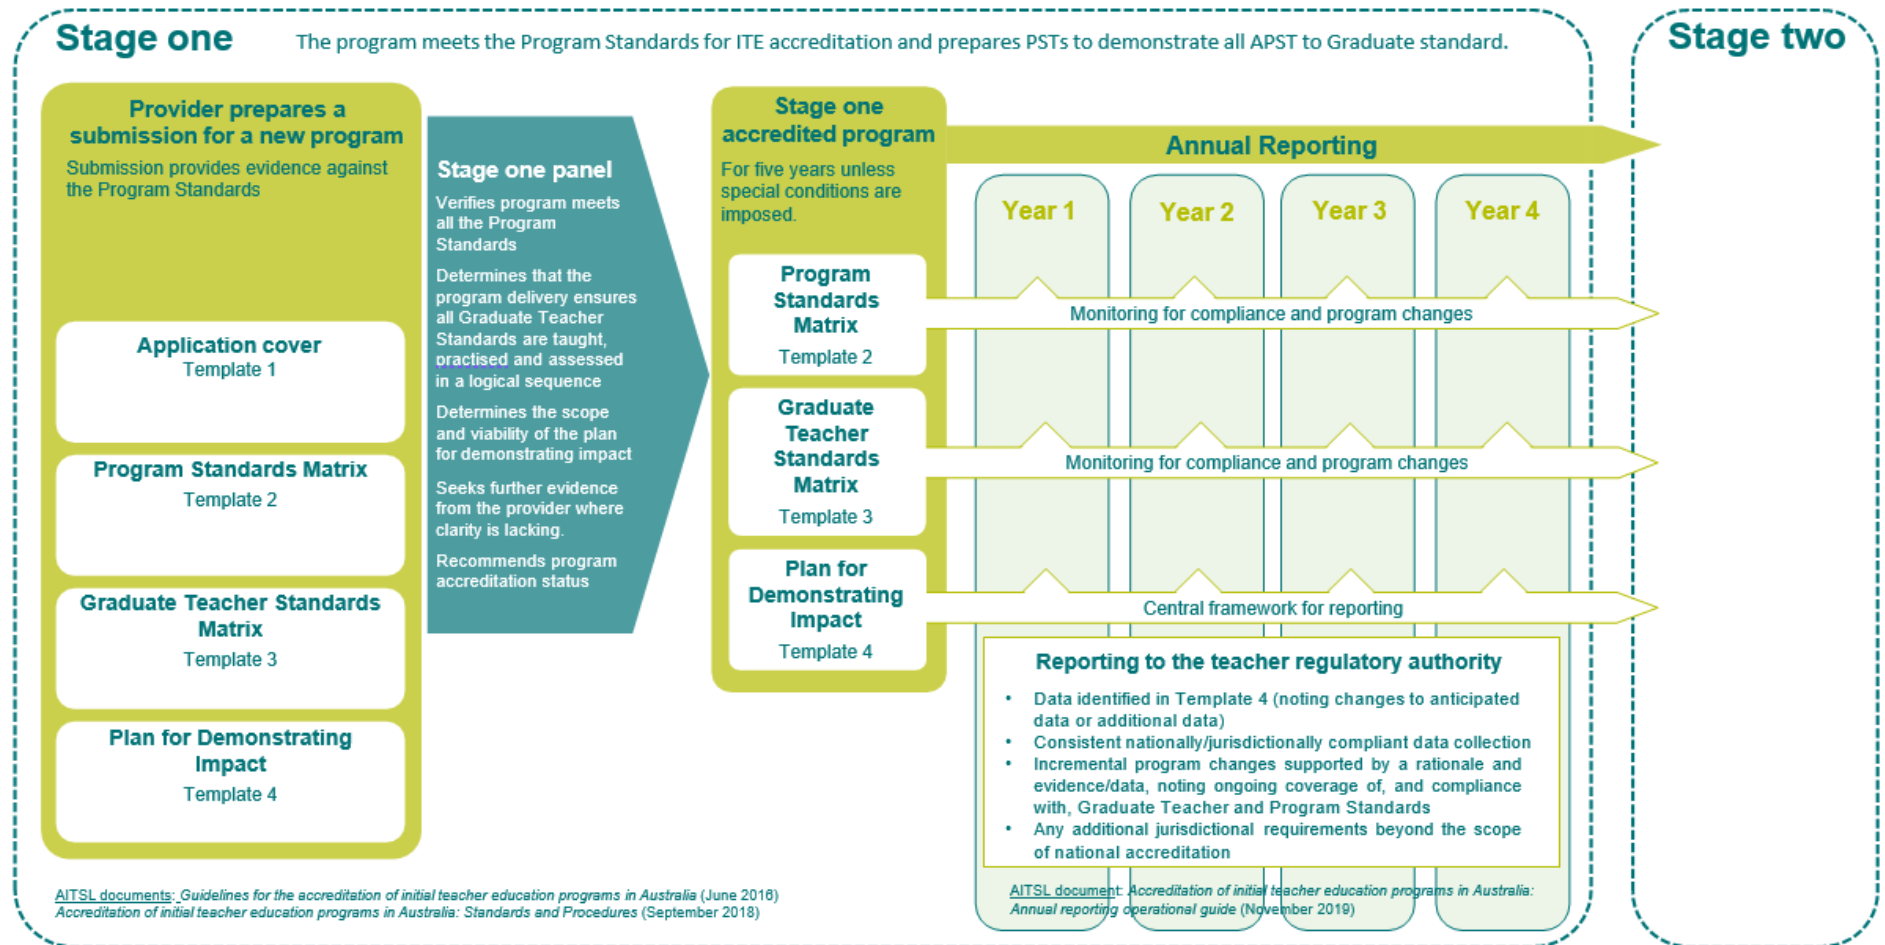 Stage one
The program meets the Program Standards for ITE accreditation and prepares PSTs to demonstrate all APST to Graduate standard.
Stage two
Provider prepares a
submission for a new program
Submission provides evidence against
the Program Standards
Application cover
Template 1
Program Standards Matrix
Template 2
Graduate Teacher Standards
Matrix
Template 3
Plan for Demonstrating
Impact
Template 4
Stage one panel
Verifies program meets
all the Program
Standards
Determines that the
program delivery ensures
all Graduate Teacher
Standards are taught,
practised and assessed
in a logical sequence
Determines the scope
and viability of the plan
for demonstrating impact
Seeks further evidence
from the provider where
clarity is lacking.
Recommends program
accreditation status
Stage one
accredited program
For five years unless
special conditions are
imposed.
Program
Standards
Matrix
Template 2
Graduate
Teacher
Standards
Matrix
Template 3
Plan for
Demonstrating
Impact
Template 4
Annual Reporting
Year 1
Year 2
Year 3
Year 4
Monitoring for compliance and program changes
Monitoring for compliance and program changes
Central framework for reporting
Reporting to the teacher regulatory authority
• Data identified in Template 4 (noting changes to anticipated
data or additional data)
• Consistent nationally/jurisdictionally compliant data collection
• Incremental program changes supported by a rationale and
evidence/data, noting ongoing coverage of, and compliance
with, Graduate Teacher and Program Standards
• Any additional jurisdictional requirements beyond the scope
of national accreditation
AITSL documents: Guidelines for the accreditation of initial teacher education programs in Australia (June 2016)
Accreditation of initial teacher education programs in Australia: Standards and Procedures (September 2018)
AITSL document: Accreditation of initial teacher education programs in Australia:
Annual reporting operational guide (November 2019)